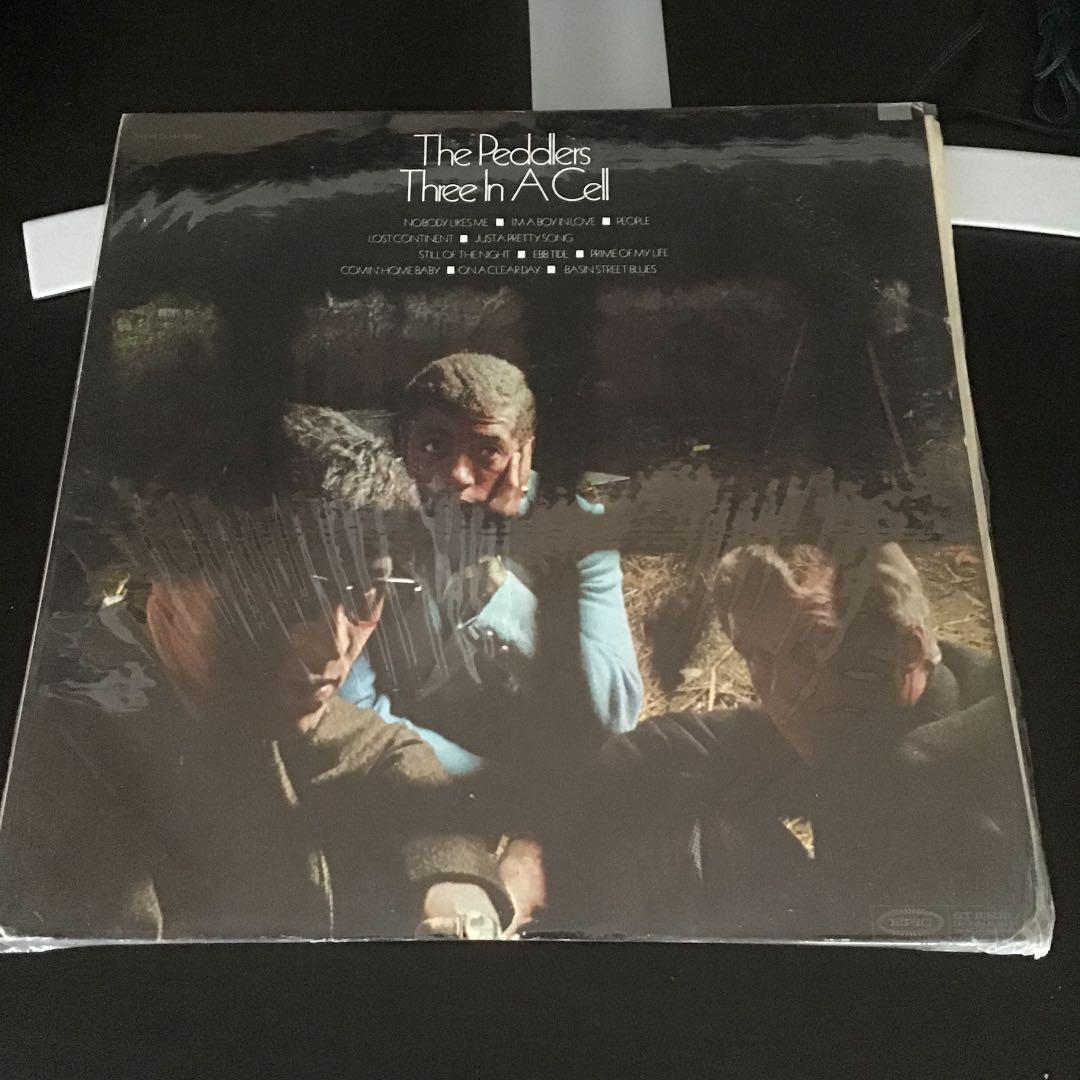 The Peddlers
Three In A Cell
NOBODY LIKES ME ■ I'M A BOY IN LOVE ■ PEOPLE
LOST CONTINENT ■ JUST A PRETTY SONG
STILL OF THE NIGHT ■ EBB TIDE ■ PRIME OF MY LIFE
COMIN' HOME BABY ■ ON A CLEAR DAY ■ BASIN STREET BLUES
EPIC